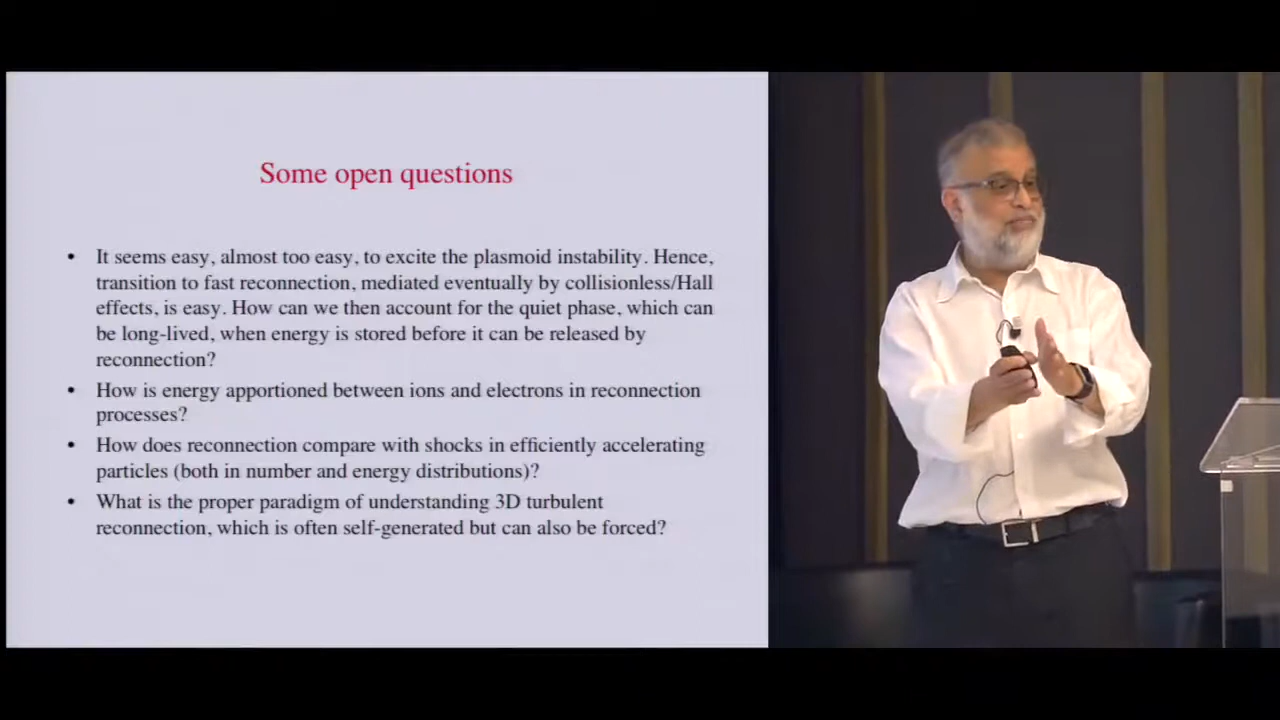 Some open questions
• It seems easy, almost too easy, to excite the plasmoid instability. Hence,
transition to fast reconnection, mediated eventually by collisionless/Hall
effects, is easy. How can we then account for the quiet phase, which can
be long-lived, when energy is stored before it can be released by
reconnection?
• How is energy apportioned between ions and electrons in reconnection
processes?
• How does reconnection compare with shocks in efficiently accelerating
particles (both in number and energy distributions)?
• What is the proper paradigm of understanding 3D turbulent
reconnection, which is often self-generated but can also be forced?